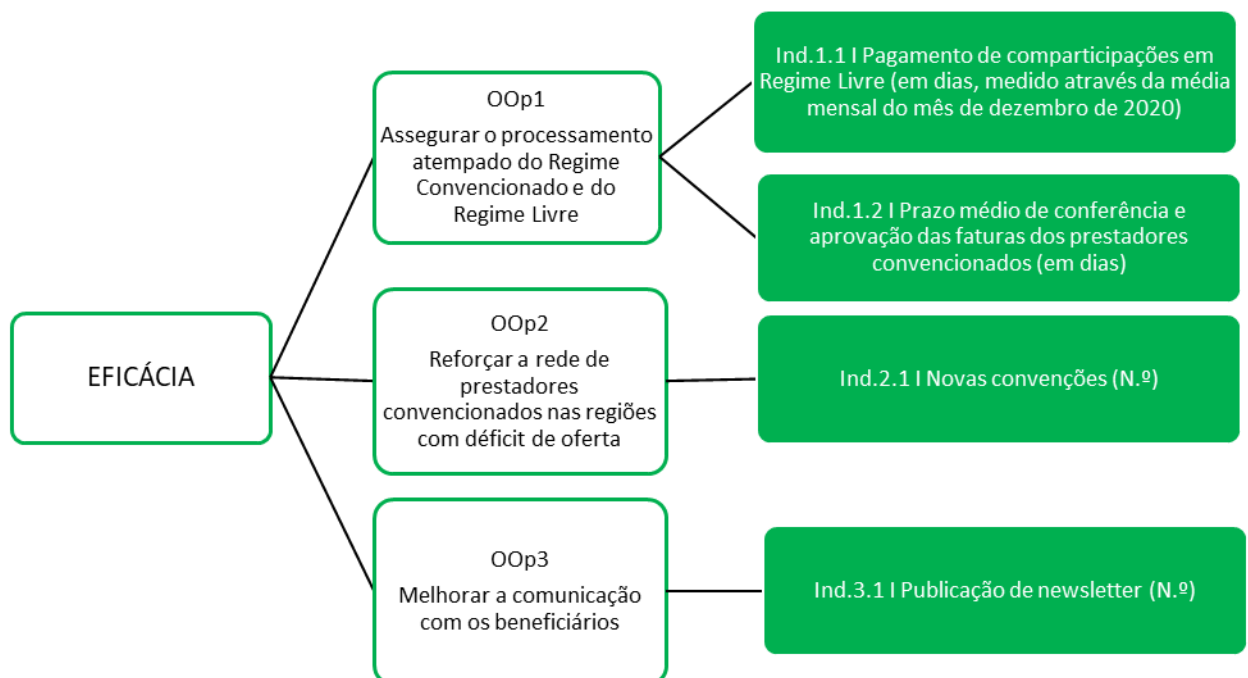 EFICÁCIA
OOp1
Assegurar o processamento
atempado do Regime
Convencionado e do
Regime Livre
Ind.1.1 I Pagamento de comparticipações em
Regime Livre (em dias, medido através da média
mensal do mês de dezembro de 2020)
Ind.1.2 I Prazo médio de conferência e
aprovação das faturas dos prestadores
convencionados (em dias)
OOp2
Reforçar a rede de
prestadores
convencionados nas regiões
com déficit de oferta
Ind.2.1 I Novas convenções (N.º)
OOp3
Melhorar a comunicação
com os beneficiários
Ind.3.1 I Publicação de newsletter (N.º)